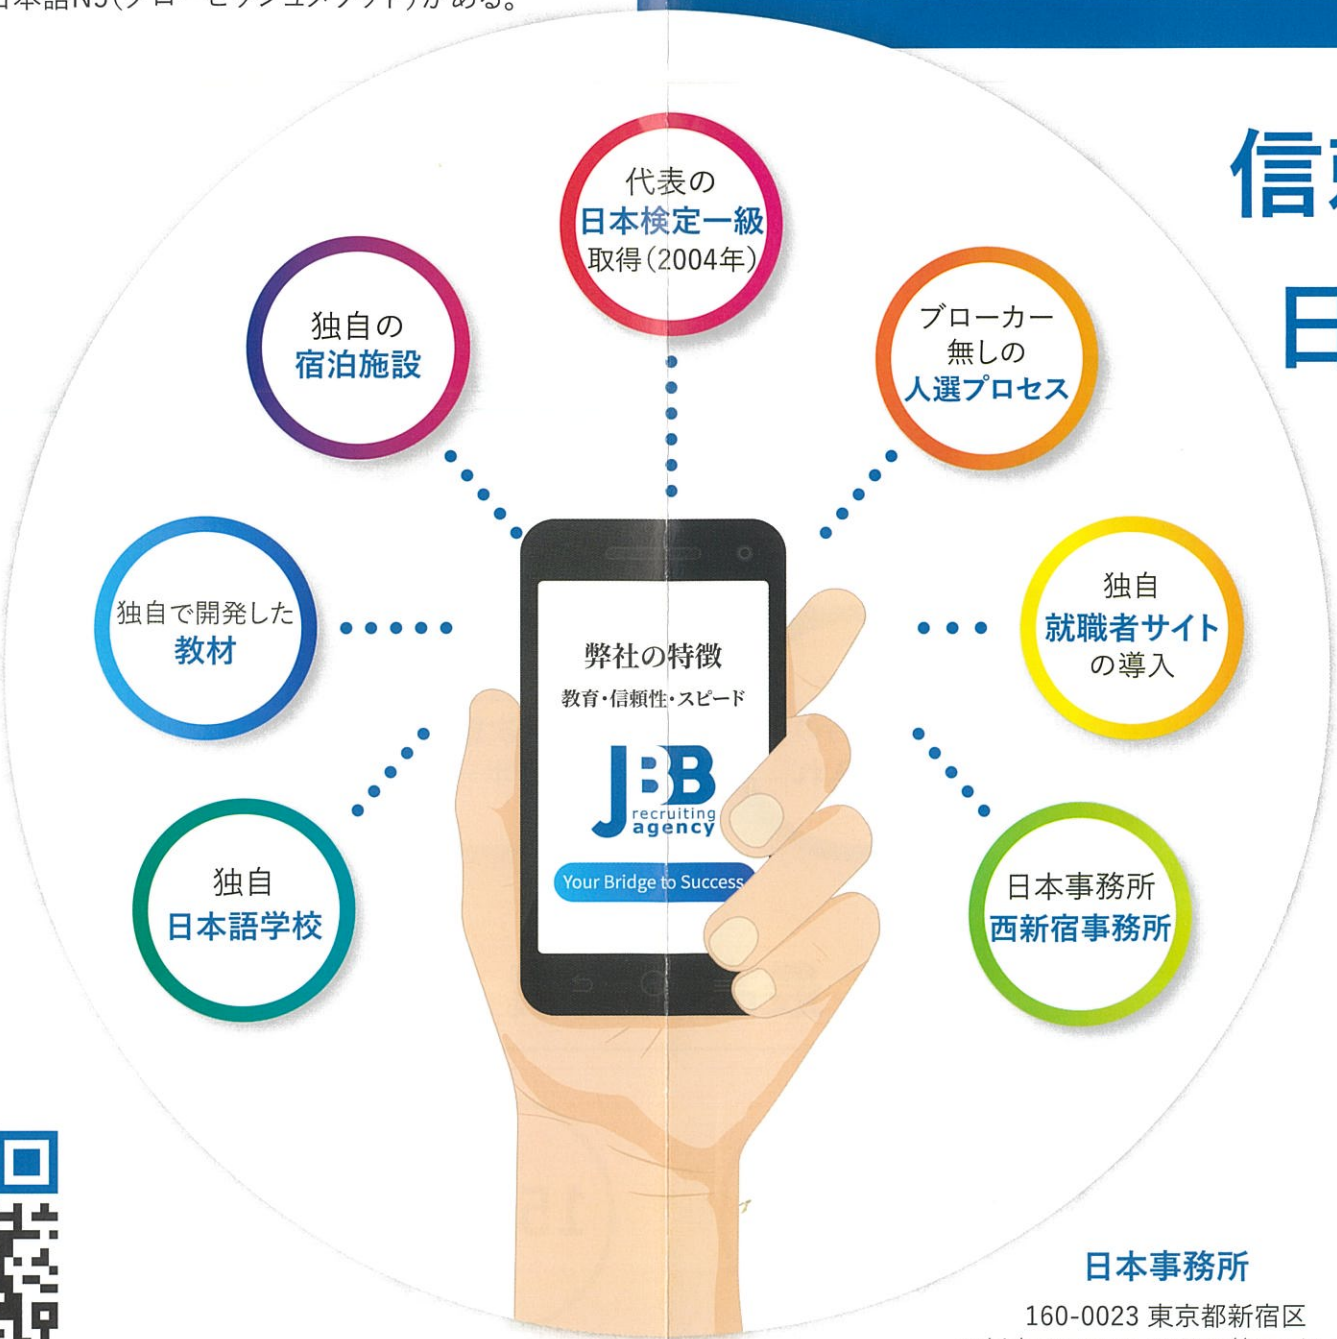 代表の
日本検定一級
取得(2004年)
独自の
宿泊施設
ブローカー
無しの
人選プロセス
独自で開発した
教材
独自
就職者サイト
の導入
弊社の特徴
教育・信頼性・スピード
JBB
recruiting
agency
Your Bridge to Success
独自
日本語学校
日本事務所
西新宿事務所
信
日
日本事務所
160-0023 東京都新宿区